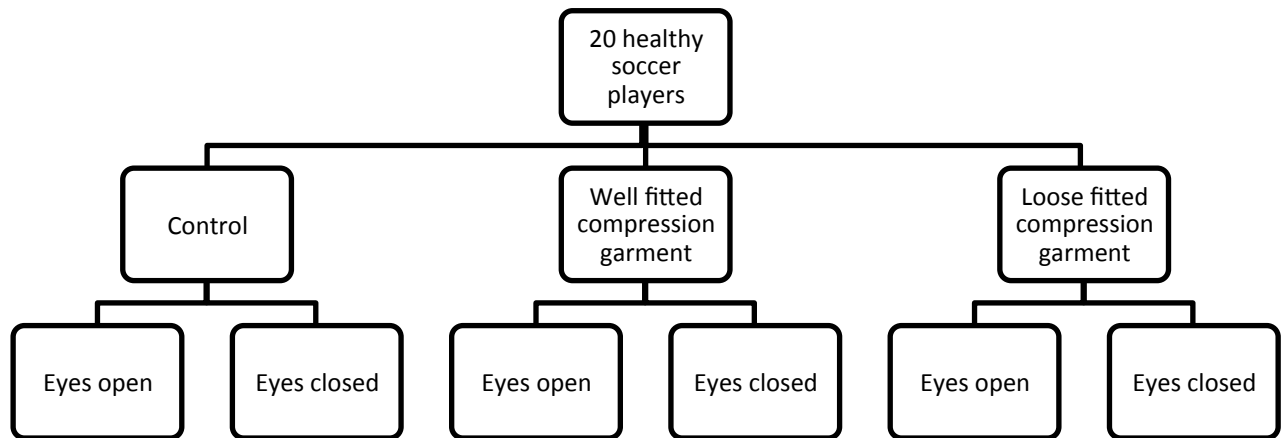 20 healthy
soccer
players
Control
Well fitted
compression
garment
Loose fitted
compression
garment
Eyes open
Eyes closed
Eyes open
Eyes closed
Eyes open
Eyes closed